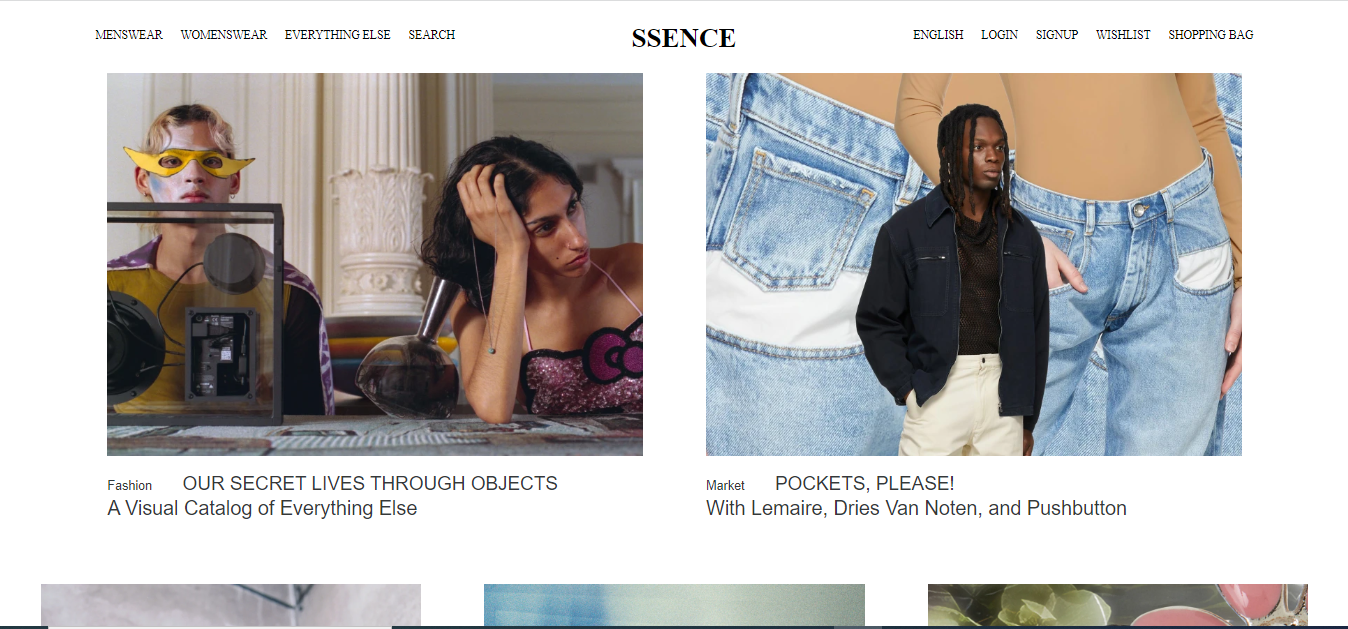 MENSWEAR WOMENSWEAR EVERYTHING ELSE SEARCH SSENCE ENGLISH LOGIN SIGNUP WISHLIST SHOPPING BAG
Fashion OUR SECRET LIVES THROUGH OBJECTS
A Visual Catalog of Everything Else
Market POCKETS, PLEASE!
With Lemaire, Dries Van Noten, and Pushbutton